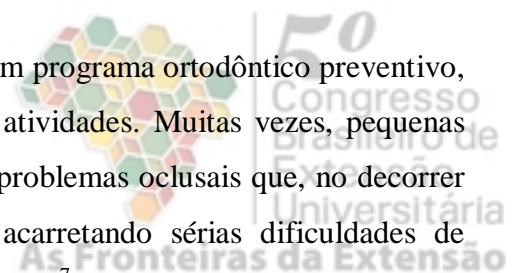 m programa ortodôntico preventivo,
atividades. Muitas vezes, pequenas
problemas oclusais que, no decorrer
acarretando sérias dificuldades de
7
5º
Congresso
Brasileiro de
Extensão
Universitária
As Fronteiras da Extensão